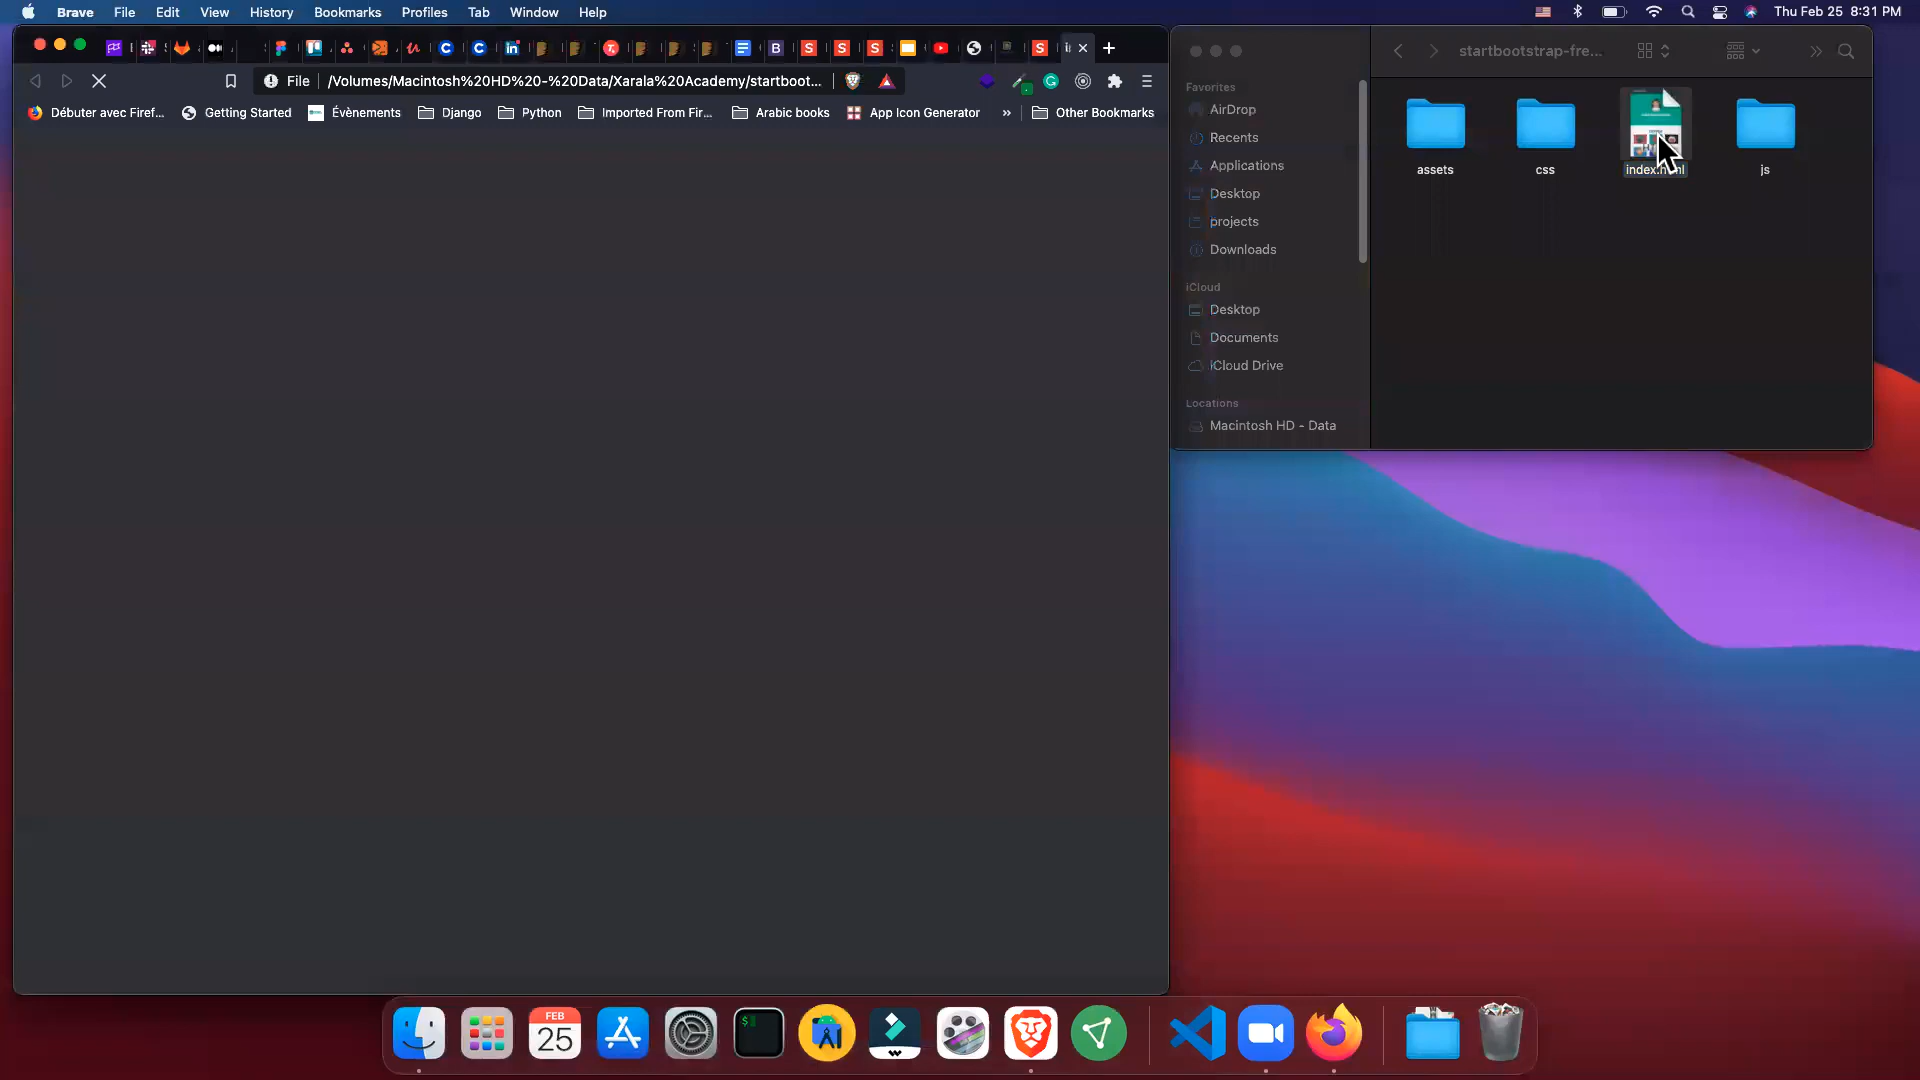 Brave File Edit View History Bookmarks Profiles Tab Window Help
Thu Feb 25 8:31 PM
File /Volumes/Macintosh%20HD%20-%20Data/Xarala%20Academy/startboot...
Débuter avec Firef... Getting Started Évènements Django Python Imported From Fir... Arabic books App Icon Generator » Other Bookmarks
startbootstrap-fre...
Favorites
AirDrop
Recents
Applications
Desktop
projects
Downloads
iCloud
Desktop
Documents
iCloud Drive
Locations
Macintosh HD - Data
assets css index.html js
FEB
25